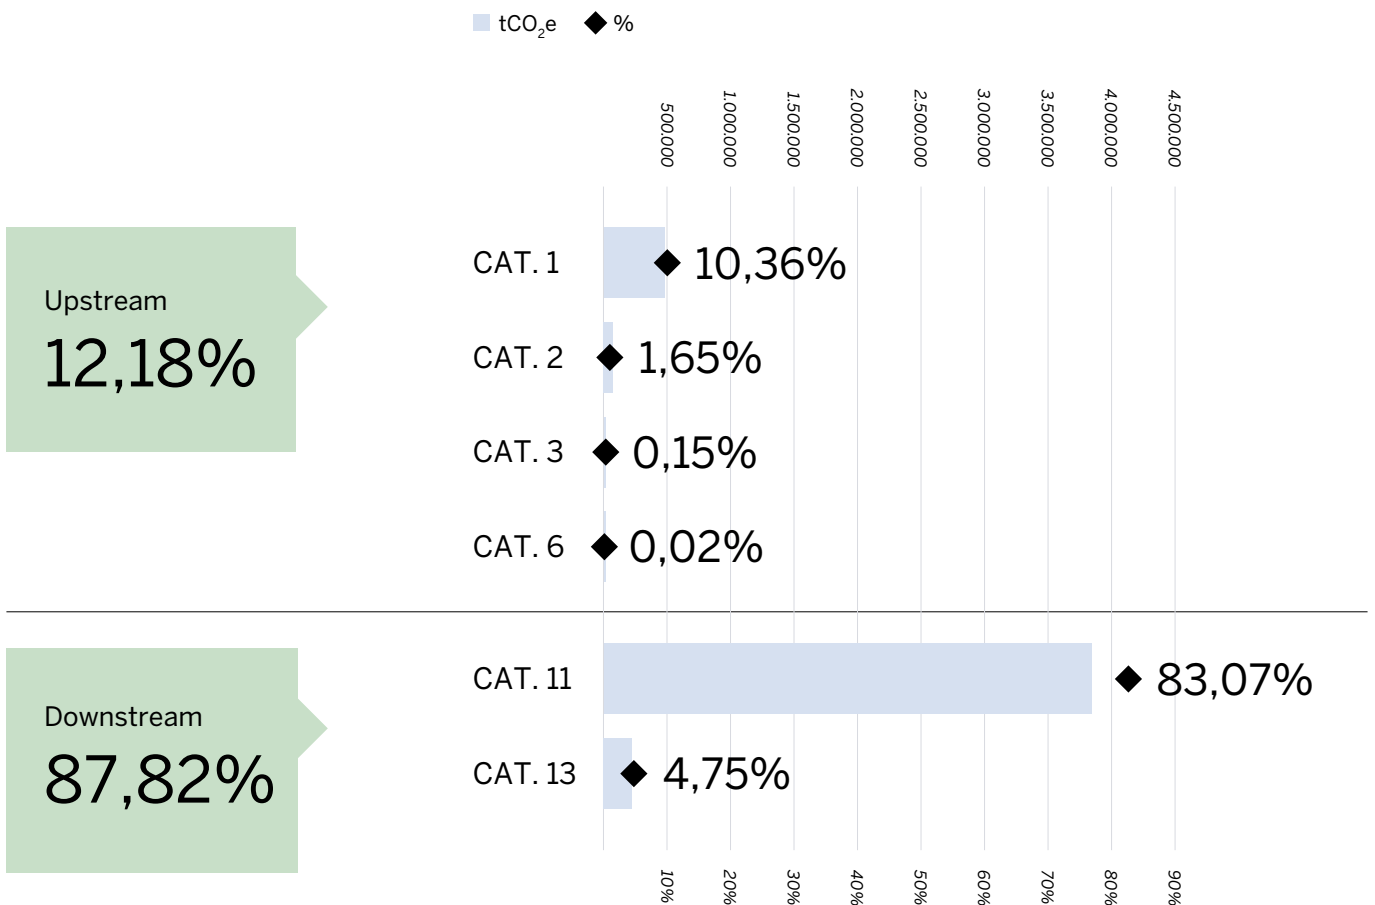 tCO₂e %
500.000 1.000.000 1.500.000 2.000.000 2.500.000 3.000.000 3.500.000 4.000.000 4.500.000
Upstream
12,18%
CAT. 1 10,36%
CAT. 2 1,65%
CAT. 3 0,15%
CAT. 6 0,02%
Downstream
87,82%
CAT. 11 83,07%
CAT. 13 4,75%
10% 20% 30% 40% 50% 60% 70% 80% 90%